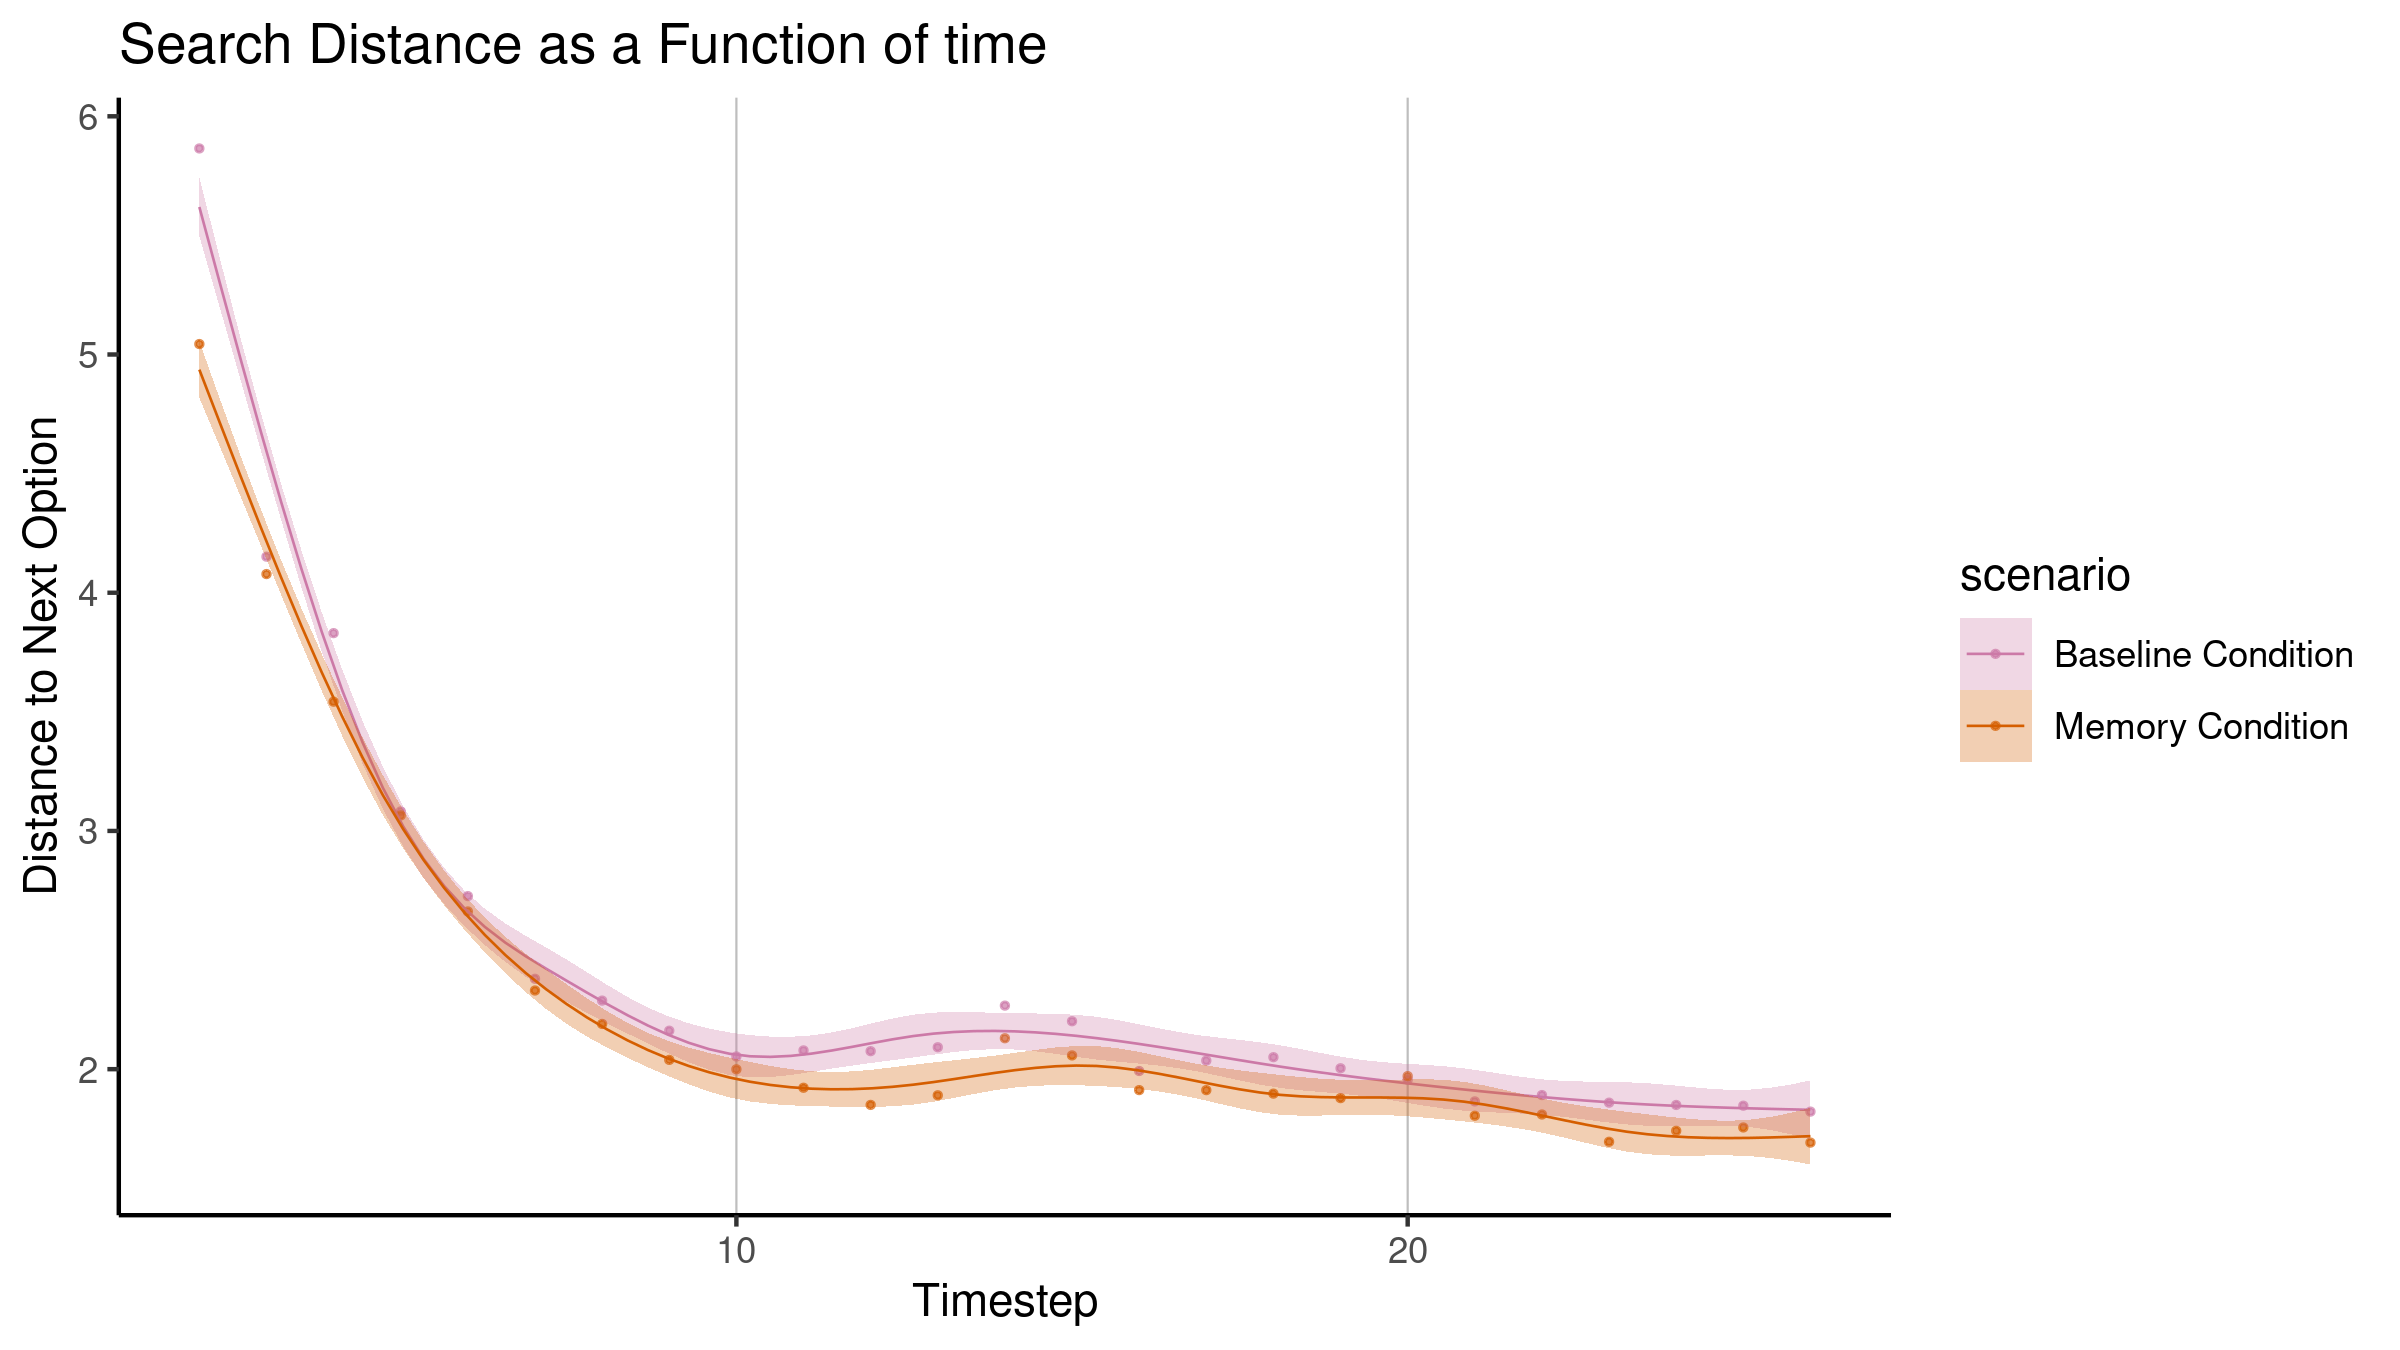 Search Distance as a Function of time
6
5
4
3
2
Distance to Next Option
10
20
Timestep
scenario
Baseline Condition
Memory Condition